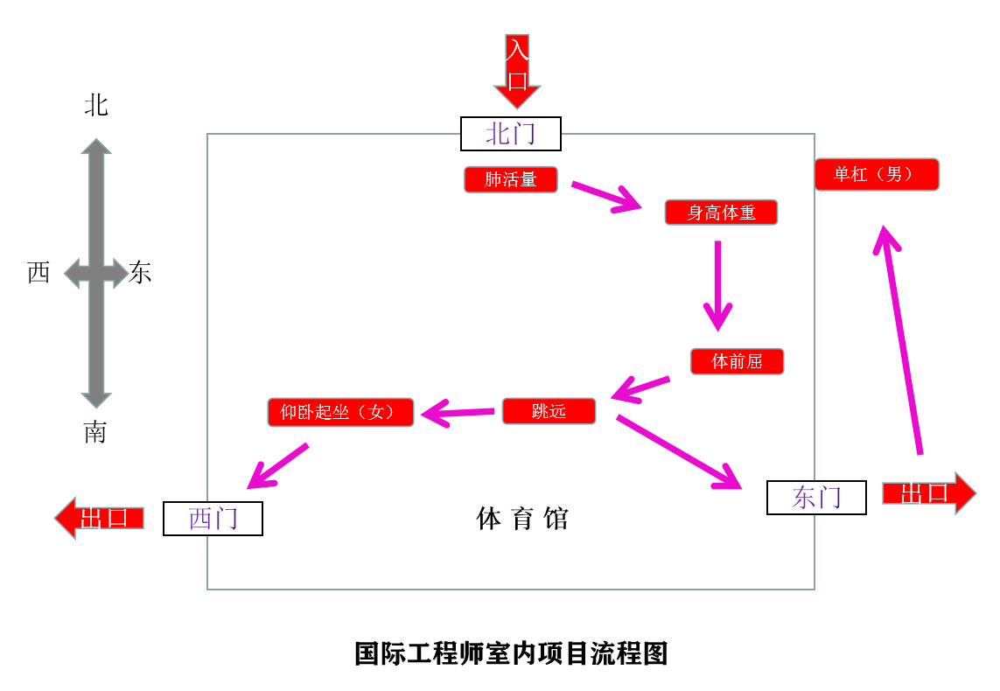 入口
北
北门
单杠（男）
肺活量
身高体重
西
东
体前屈
仰卧起坐（女）
跳远
南
出口
东门
出口
西门
体育馆
国际工程师室内项目流程图